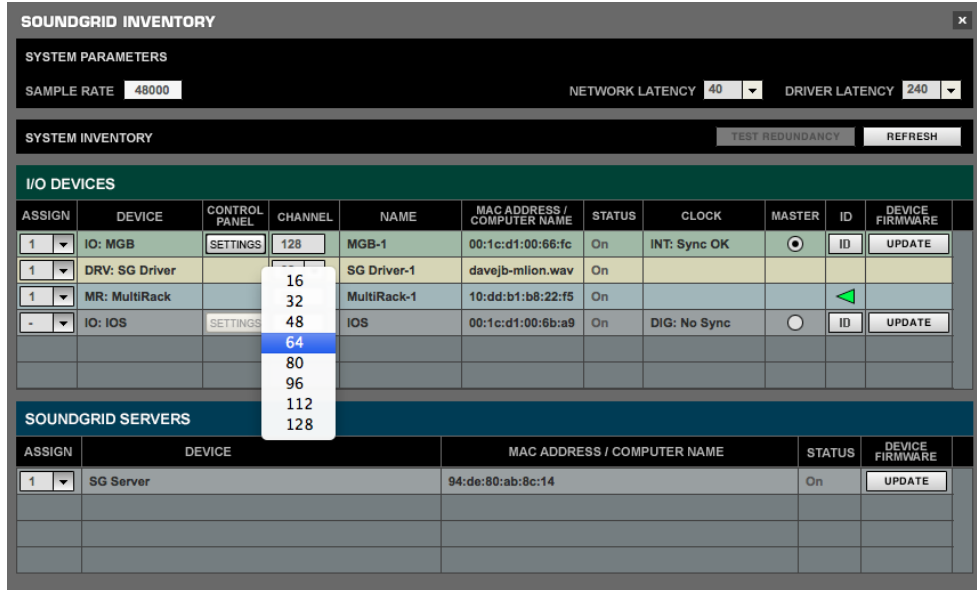 SOUNDGRID INVENTORY x
SYSTEM PARAMETERS
SAMPLE RATE 48000 NETWORK LATENCY 40 DRIVER LATENCY 240
SYSTEM INVENTORY TEST REDUNDANCY REFRESH
I/O DEVICES
ASSIGN DEVICE CONTROL PANEL CHANNEL NAME MAC ADDRESS / COMPUTER NAME STATUS CLOCK MASTER ID DEVICE FIRMWARE
1 IO: MGB SETTINGS 128 MGB-1 00:1c:d1:00:66:fc On INT: Sync OK ID UPDATE
1 DRV: SG Driver SG Driver-1 davejb-mlion.wav On
1 MR: MultiRack MultiRack-1 10:dd:b1:b8:22:f5 On
- IO: IOS SETTINGS IOS 00:1c:d1:00:6b:a9 On DIG: No Sync ID UPDATE
16
32
48
64
80
96
112
128
SOUNDGRID SERVERS
ASSIGN DEVICE MAC ADDRESS / COMPUTER NAME STATUS DEVICE FIRMWARE
1 SG Server 94:de:80:ab:8c:14 On UPDATE